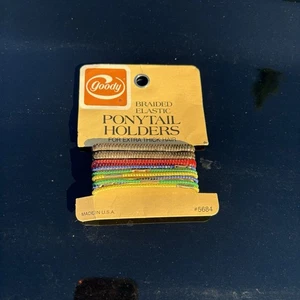 Goody
BRAIDED
ELASTIC
PONYTAIL
HOLDERS
FOR EXTRA THICK HAIR
MADE IN U.S.A.
#5684